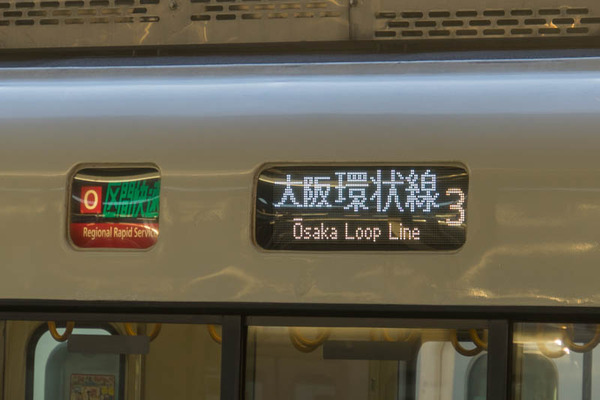 O 区間快速
Regional Rapid Service
大阪環状線 3
Ōsaka Loop Line